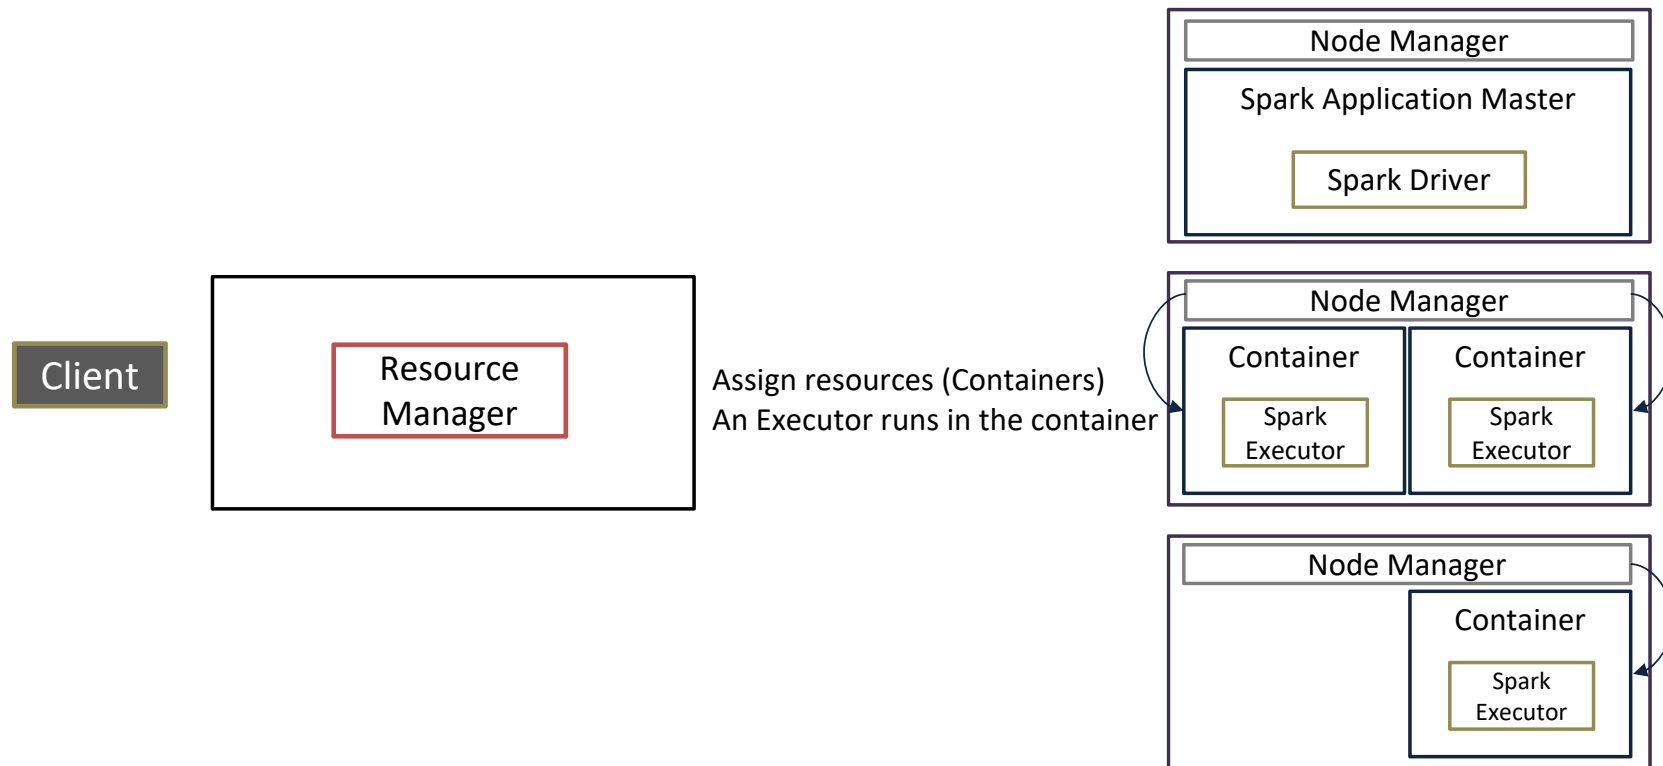 Client
Resource
Manager
Assign resources (Containers)
An Executor runs in the container
Node Manager
Spark Application Master
Spark Driver
Node Manager
Container
Spark
Executor
Container
Spark
Executor
Node Manager
Container
Spark
Executor